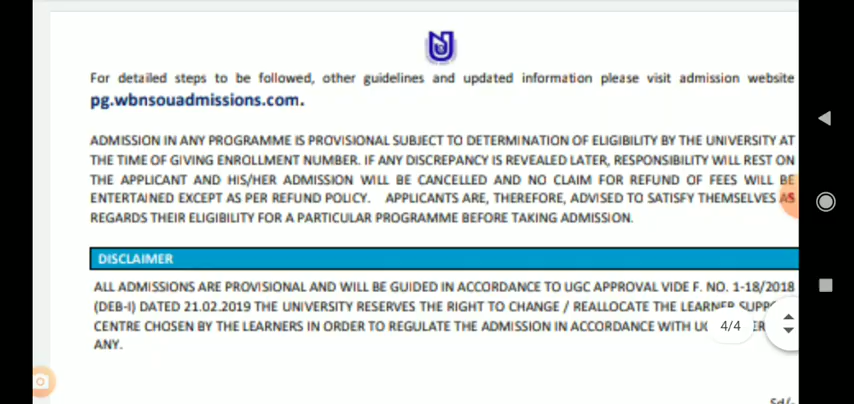 For detailed steps to be followed, other guidelines and updated information please visit admission website
pg.wbnsouadmissions.com.
ADMISSION IN ANY PROGRAMME IS PROVISIONAL SUBJECT TO DETERMINATION OF ELIGIBILITY BY THE UNIVERSITY AT
THE TIME OF GIVING ENROLLMENT NUMBER. IF ANY DISCREPANCY IS REVEALED LATER, RESPONSIBILITY WILL REST ON
THE APPLICANT AND HIS/HER ADMISSION WILL BE CANCELLED AND NO CLAIM FOR REFUND OF FEES WILL BE
ENTERTAINED EXCEPT AS PER REFUND POLICY. APPLICANTS ARE, THEREFORE, ADVISED TO SATISFY THEMSELVES AS
REGARDS THEIR ELIGIBILITY FOR A PARTICULAR PROGRAMME BEFORE TAKING ADMISSION.
DISCLAIMER
ALL ADMISSIONS ARE PROVISIONAL AND WILL BE GUIDED IN ACCORDANCE TO UGC APPROVAL VIDE F. NO. 1-18/2018
(DEB-I) DATED 21.02.2019 THE UNIVERSITY RESERVES THE RIGHT TO CHANGE / REALLOCATE THE LEARNER
CENTRE CHOSEN BY THE LEARNERS IN ORDER TO REGULATE THE ADMISSION IN ACCORDANCE WITH 4/4
ANY.
Sd/-